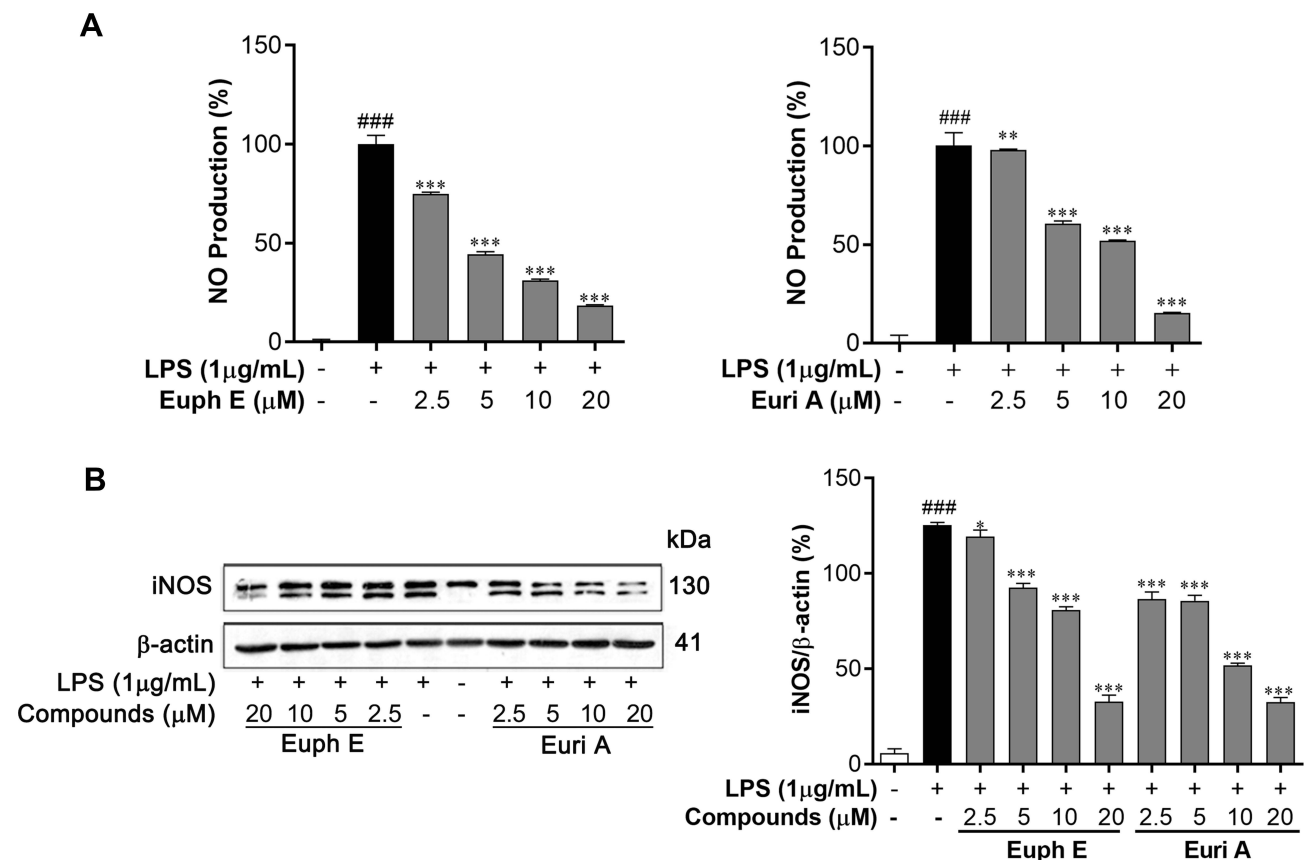 A
NO Production (%)
150
100
50
0
###
***
***
***
***
LPS (1μg/mL) - + + + + +
Euph E (μM) - - 2.5 5 10 20
NO Production (%)
150
100
50
0
###
**
***
***
***
LPS (1μg/mL) - + + + + +
Euri A (μM) - - 2.5 5 10 20
B
kDa
iNOS 130
β-actin 41
LPS (1μg/mL) + + + + + - + + + +
Compounds (μM) 20 10 5 2.5 - - 2.5 5 10 20
Euph E Euri A
iNOS/β-actin (%)
150
100
50
0
###
*
***
***
***
***
***
***
***
LPS (1μg/mL) - + + + + + + + + +
Compounds (μM) - - 2.5 5 10 20 2.5 5 10 20
Euph E Euri A